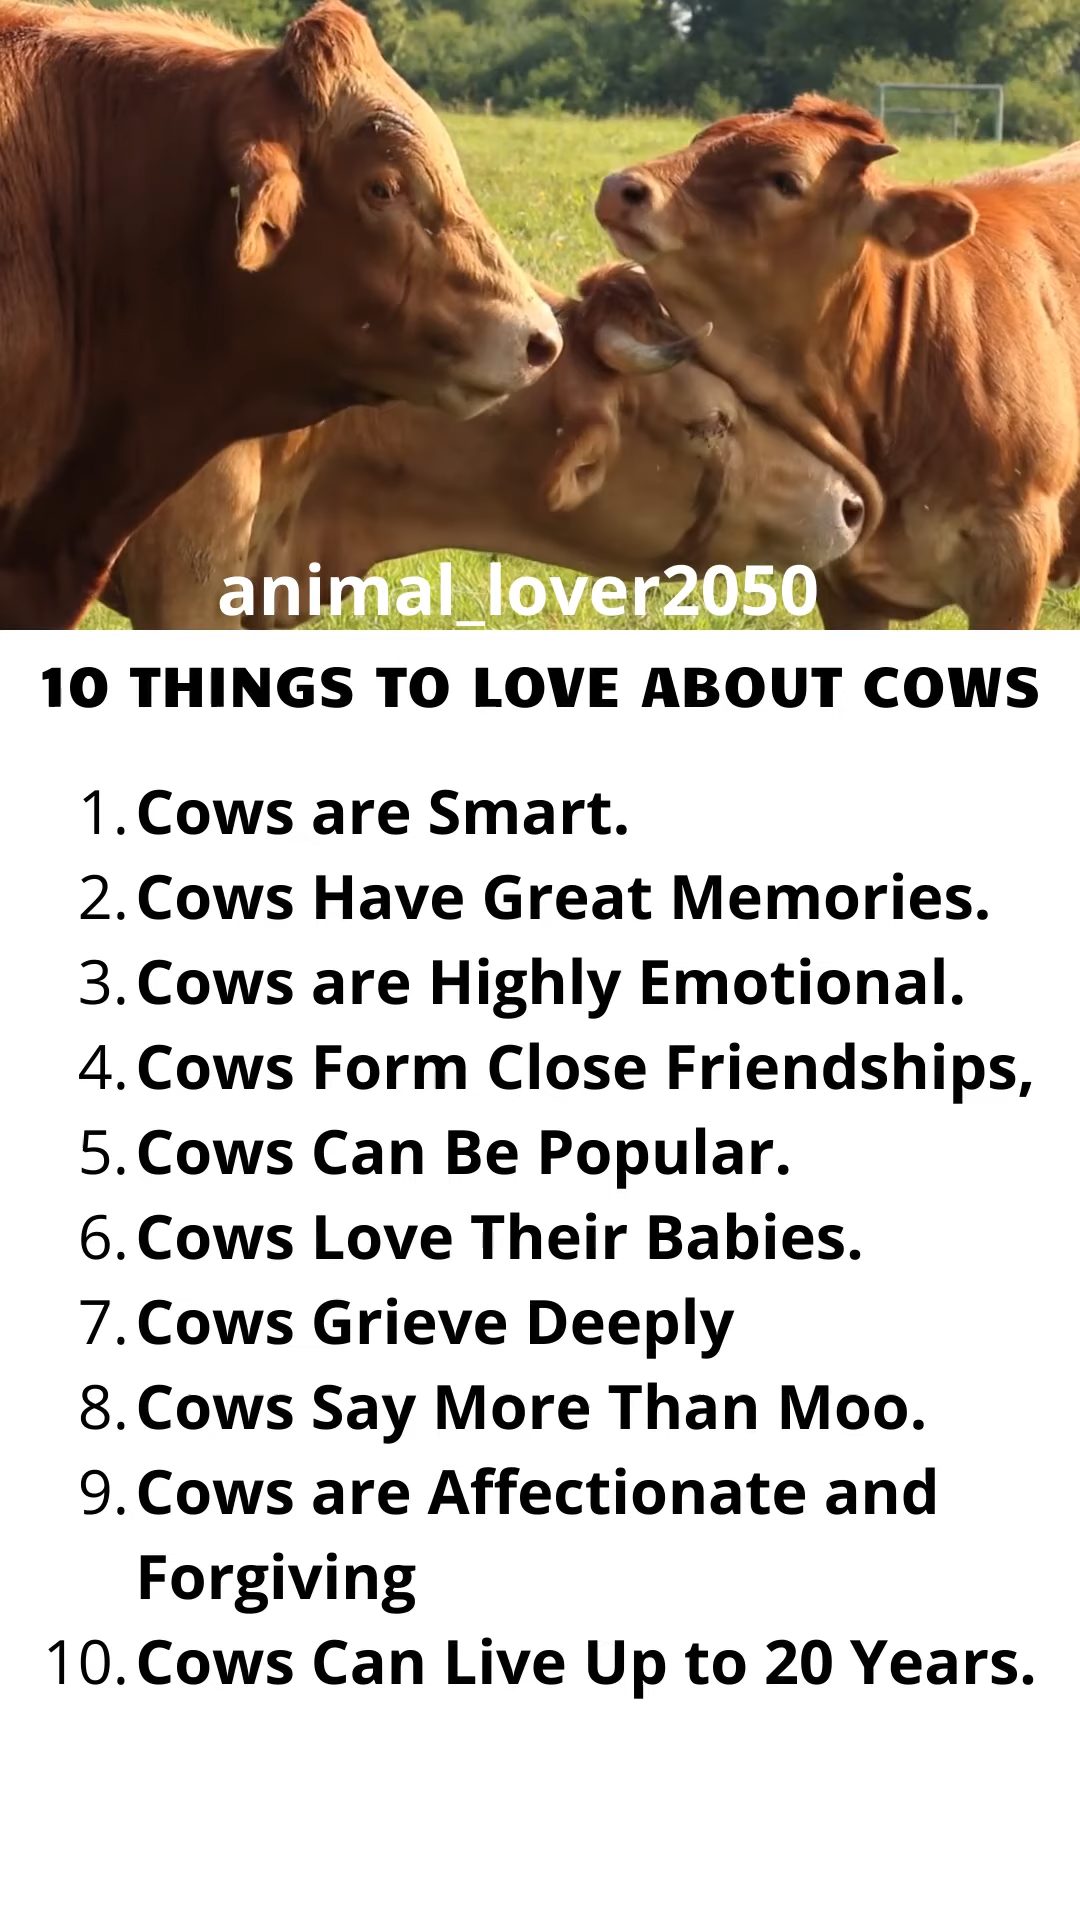 animal_lover2050
10 THINGS TO LOVE ABOUT COWS
1. Cows are Smart.
2. Cows Have Great Memories.
3. Cows are Highly Emotional.
4. Cows Form Close Friendships,
5. Cows Can Be Popular.
6. Cows Love Their Babies.
7. Cows Grieve Deeply
8. Cows Say More Than Moo.
9. Cows are Affectionate and
Forgiving
10. Cows Can Live Up to 20 Years.